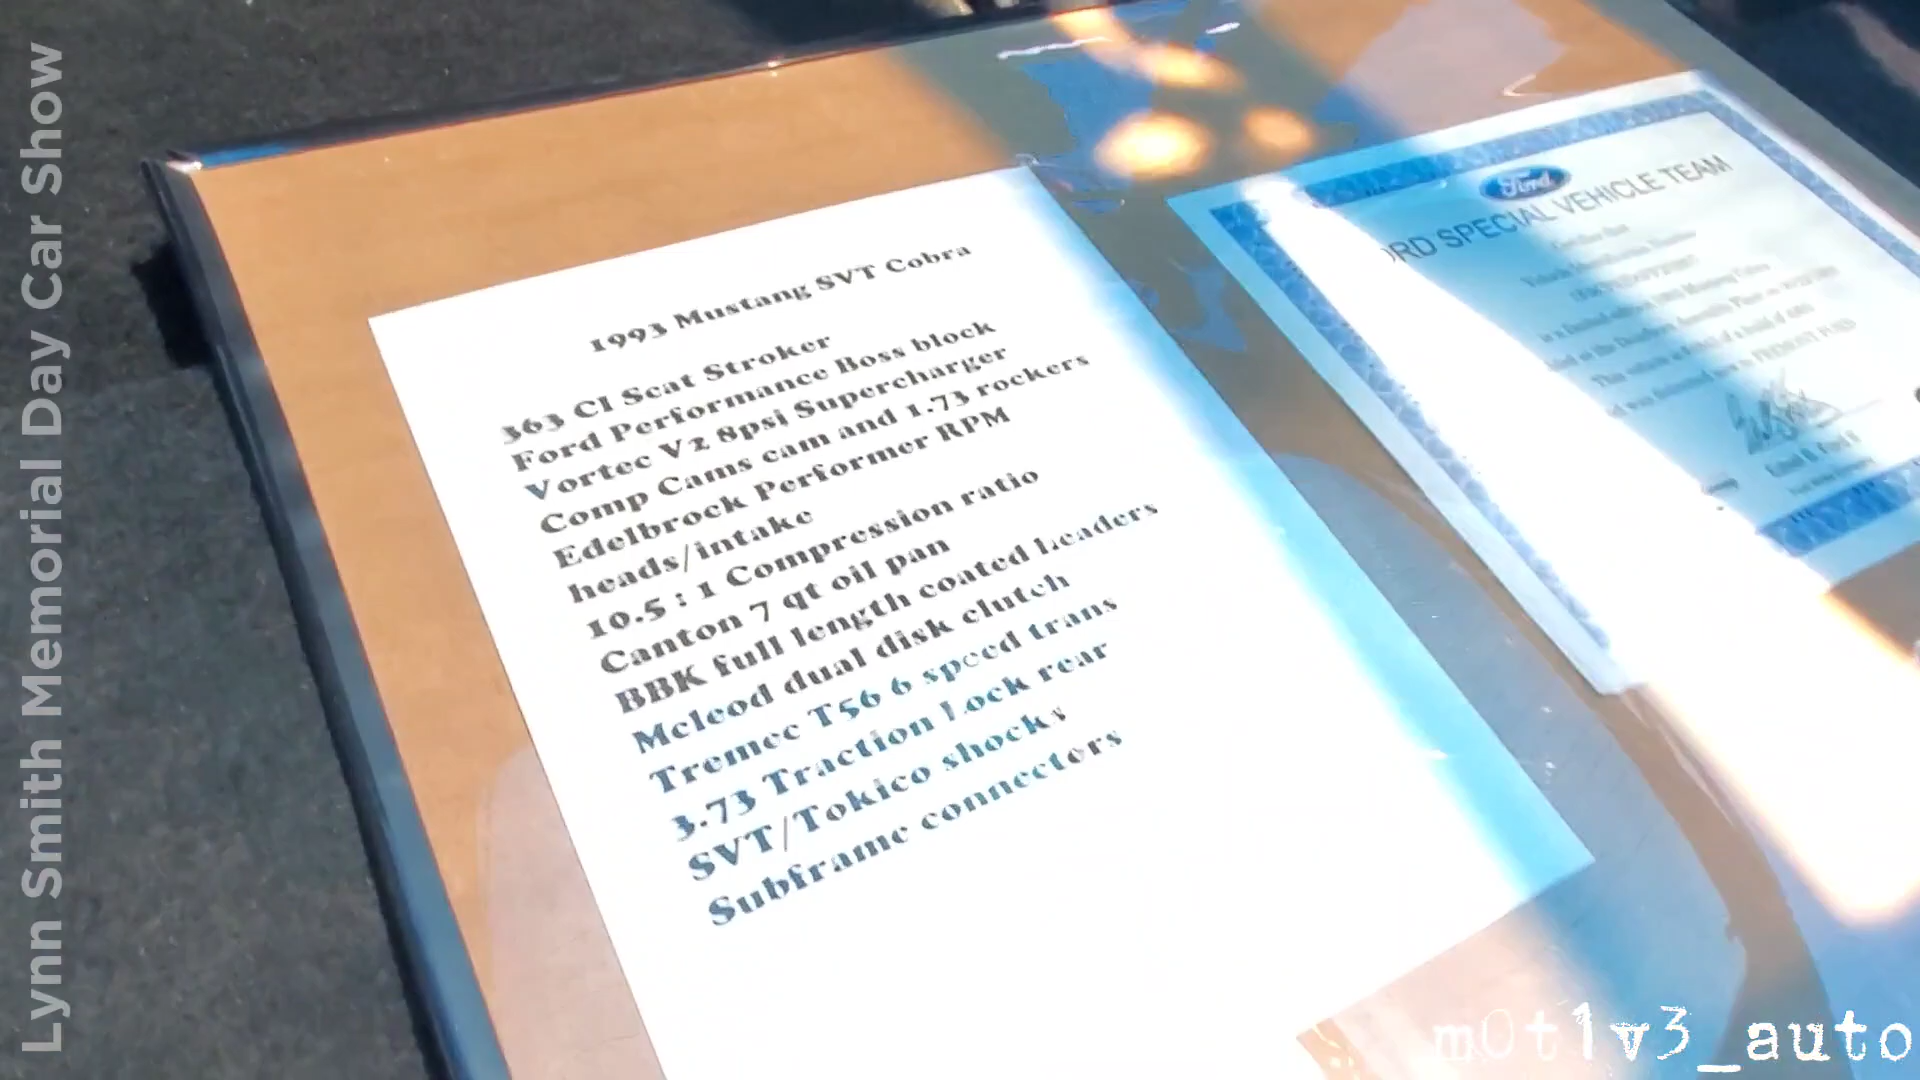 Lynn Smith Memorial Day Car Show
1993 Mustang SVT Cobra
363 CI Scat Stroker
Ford Performance Boss block
Vortec V2 8psi Supercharger
Comp Cams cam and 1.73 rockers
Edelbrock Performer RPM
heads/intake
10.5 : 1 Compression ratio
Canton 7 qt oil pan
BBK full length coated headers
Mcleod dual disk clutch
Tremec T56 6 speed trans
3.73 Traction Lock rear
SVT/Tokico shocks
Subframe connectors
Ford
SPECIAL VEHICLE TEAM
m0t1v3_auto